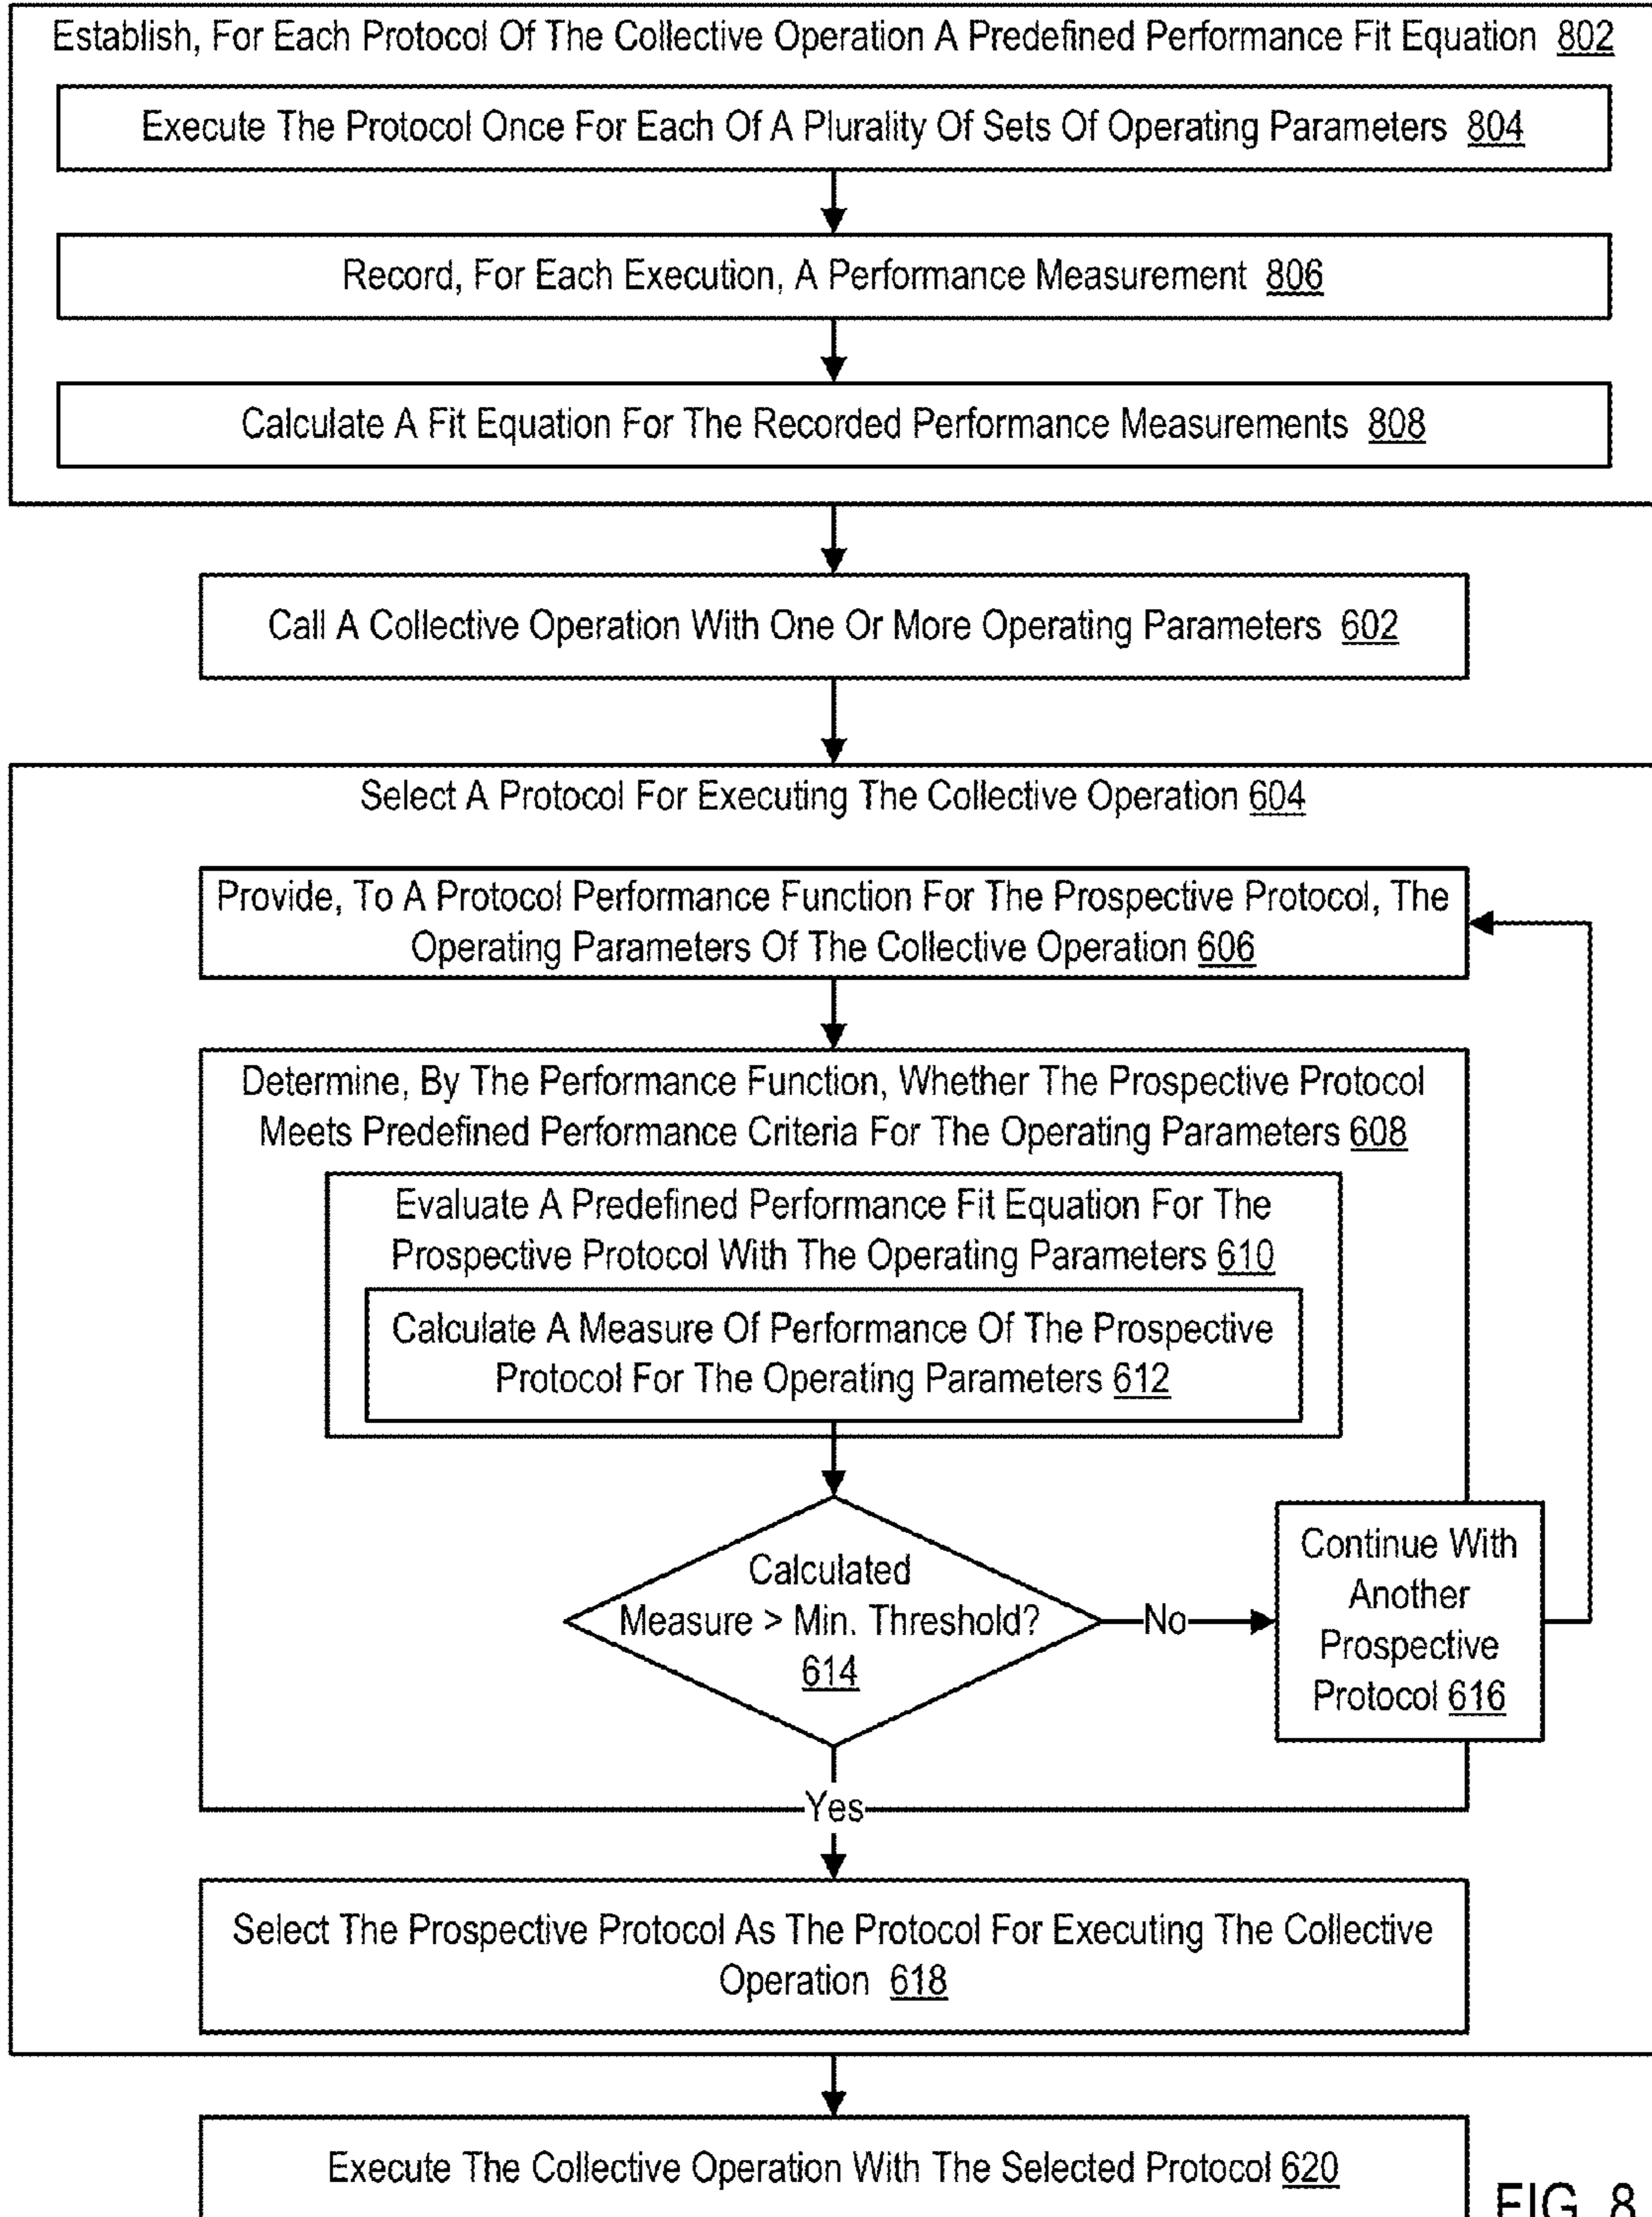 Establish, For Each Protocol Of The Collective Operation A Predefined Performance Fit Equation 802
Execute The Protocol Once For Each Of A Plurality Of Sets Of Operating Parameters 804
Record, For Each Execution, A Performance Measurement 806
Calculate A Fit Equation For The Recorded Performance Measurements 808
Call A Collective Operation With One Or More Operating Parameters 602
Select A Protocol For Executing The Collective Operation 604
Provide, To A Protocol Performance Function For The Prospective Protocol, The
Operating Parameters Of The Collective Operation 606
Determine, By The Performance Function, Whether The Prospective Protocol
Meets Predefined Performance Criteria For The Operating Parameters 608
Evaluate A Predefined Performance Fit Equation For The
Prospective Protocol With The Operating Parameters 610
Calculate A Measure Of Performance Of The Prospective
Protocol For The Operating Parameters 612
Calculated
Measure > Min. Threshold?
614
No
Continue With
Another
Prospective
Protocol 616
Yes
Select The Prospective Protocol As The Protocol For Executing The Collective
Operation 618
Execute The Collective Operation With The Selected Protocol 620
FIG. 8